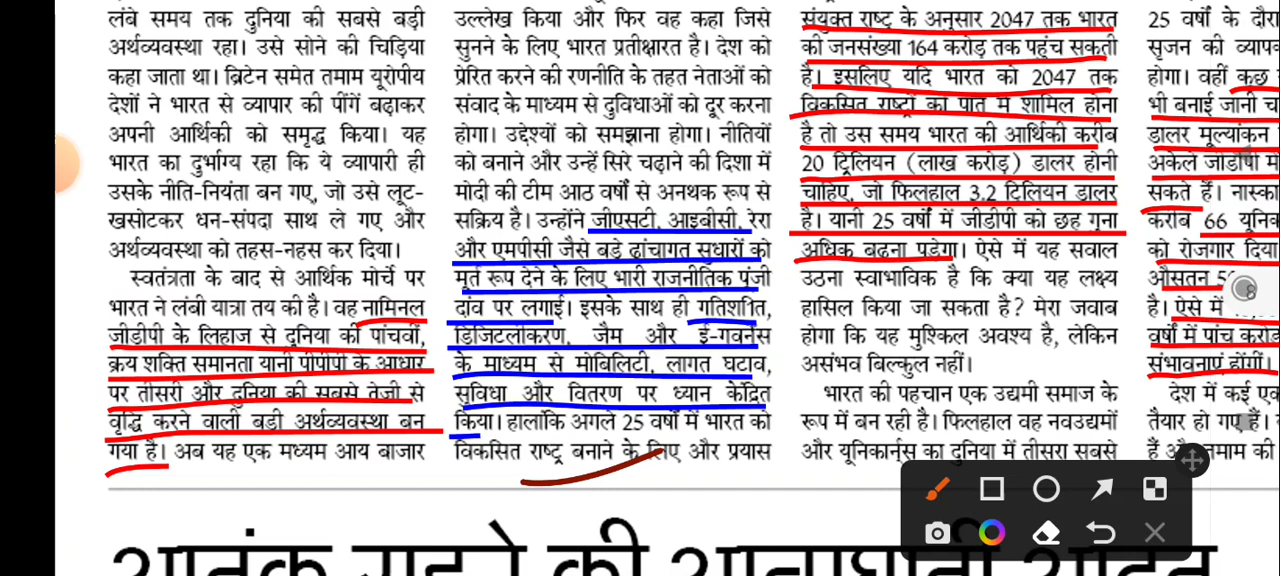 लंबे समय तक दुनिया की सबसे बड़ी
अर्थव्यवस्था रहा। उसे सोने की चिड़िया
कहा जाता था। ब्रिटेन समेत तमाम यूरोपीय
देशों ने भारत से व्यापार की पींगें बढ़ाकर
अपनी आर्थिकी को समृद्ध किया। यह
भारत का दुर्भाग्य रहा कि ये व्यापारी ही
उसके नीति-नियंता बन गए, जो उसे लूट-
खसोटकर धन-संपदा साथ ले गए और
अर्थव्यवस्था को तहस-नहस कर दिया।
स्वतंत्रता के बाद से आर्थिक मोर्चे पर
भारत ने लंबी यात्रा तय की है। वह नामिनल
जीडीपी के लिहाज से दुनिया की पांचवीं,
क्रय शक्ति समानता यानी पीपीपी के आधार
पर तीसरी और दुनिया की सबसे तेजी से
वृद्धि करने वाली बड़ी अर्थव्यवस्था बन
गया है। अब यह एक मध्यम आय बाजार
उल्लेख किया और फिर वह कहा जिसे
सुनने के लिए भारत प्रतीक्षारत है। देश को
प्रेरित करने की रणनीति के तहत नेताओं को
संवाद के माध्यम से दुविधाओं को दूर करना
होगा। उद्देश्यों को समझाना होगा। नीतियों
को बनाने और उन्हें सिरे चढ़ाने की दिशा में
मोदी की टीम आठ वर्षों से अनथक रूप से
सक्रिय है। उन्होंने जीएसटी, आइबीसी, रेरा
और एमपीसी जैसे बड़े ढांचागत सुधारों को
मूर्त रूप देने के लिए भारी राजनीतिक पूंजी
दांव पर लगाई। इसके साथ ही गतिशक्ति,
डिजिटलीकरण, जैम और ई-गवर्नेंस
के माध्यम से मोबिलिटी, लागत घटाव,
सुविधा और वितरण पर ध्यान केंद्रित
किया। हालांकि अगले 25 वर्षों में भारत को
विकसित राष्ट्र बनाने के लिए और प्रयास
संयुक्त राष्ट्र के अनुसार 2047 तक भारत
की जनसंख्या 164 करोड़ तक पहुंच सकती
है। इसलिए यदि भारत को 2047 तक
विकसित राष्ट्रों की पांत में शामिल होना
है तो उस समय भारत की आर्थिकी करीब
20 ट्रिलियन (लाख करोड़) डालर होनी
चाहिए, जो फिलहाल 3.2 ट्रिलियन डालर
है। यानी 25 वर्षों में जीडीपी को छह गुना
अधिक बढ़ना पड़ेगा। ऐसे में यह सवाल
उठना स्वाभाविक है कि क्या यह लक्ष्य
हासिल किया जा सकता है? मेरा जवाब
होगा कि यह मुश्किल अवश्य है, लेकिन
असंभव बिल्कुल नहीं।
भारत की पहचान एक उद्यमी समाज के
रूप में बन रही है। फिलहाल वह नवउद्यमों
और यूनिकार्न्स का दुनिया में तीसरा सबसे
25 वर्षों के
सृजन की
होगा। वहीं कुछ
भी बनाई जानी
डालर मूल्यांकन
अकेले जीडीपी में
सकते हैं।
करीब 66
को रोजगार दिया
औसतन
है। ऐसे में
वर्षों में पांच करोड़
संभावनाएं होंगी।
देश में कई
तैयार हो गए हैं।
की
आतंक की